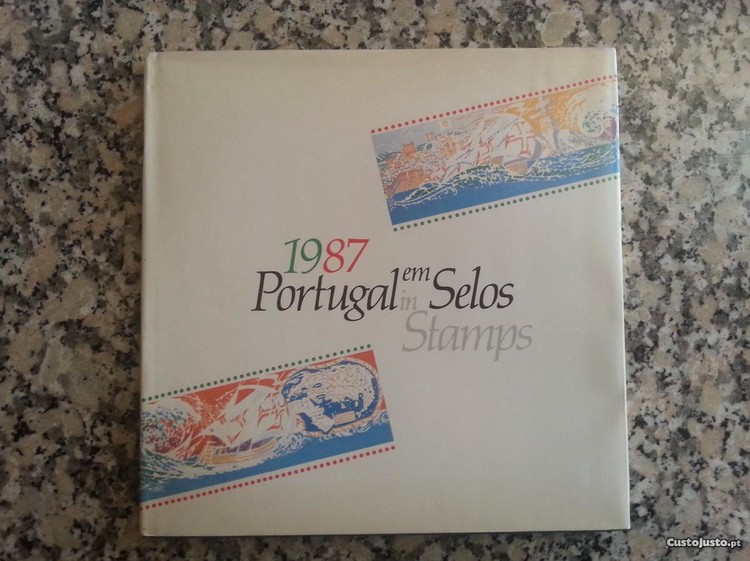 1987
Portugal em Selos
in Stamps
CustoJusto.pt